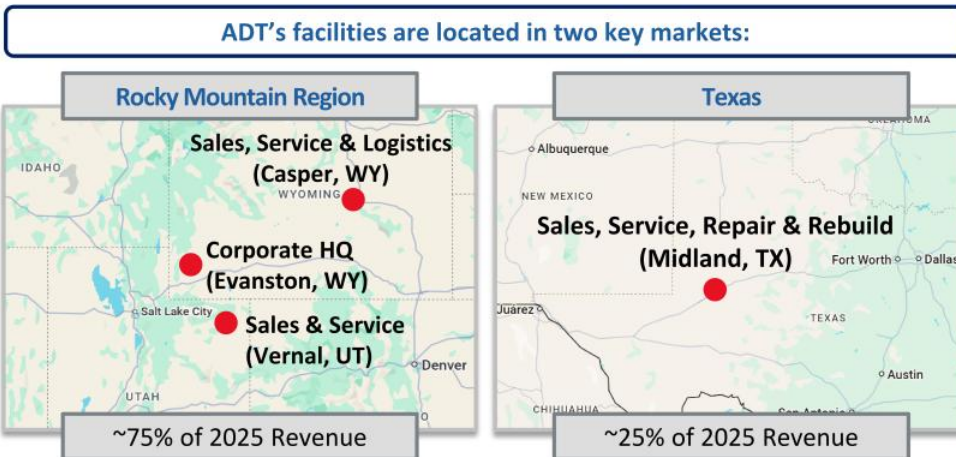 ADT's facilities are located in two key markets:
Rocky Mountain Region
Sales, Service & Logistics
(Casper, WY)
IDAHO
WYOMING
Corporate HQ
(Evanston, WY)
Salt Lake City
Sales & Service
(Vernal, UT)
Denver
UTAH
~75% of 2025 Revenue
Texas
OKLAHOMA
Albuquerque
NEW MEXICO
Sales, Service, Repair & Rebuild
(Midland, TX)
Fort Worth
Dallas
Juarez
TEXAS
Austin
CHIHUAHUA
San Antonio
~25% of 2025 Revenue